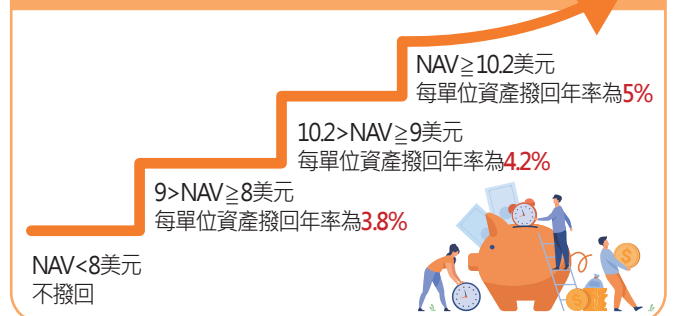 NAV≧10.2美元
每單位資產撥回年率為5%
10.2>NAV≧9美元
每單位資產撥回年率為4.2%
9>NAV≧8美元
每單位資產撥回年率為3.8%
NAV<8美元
不撥回
$
$